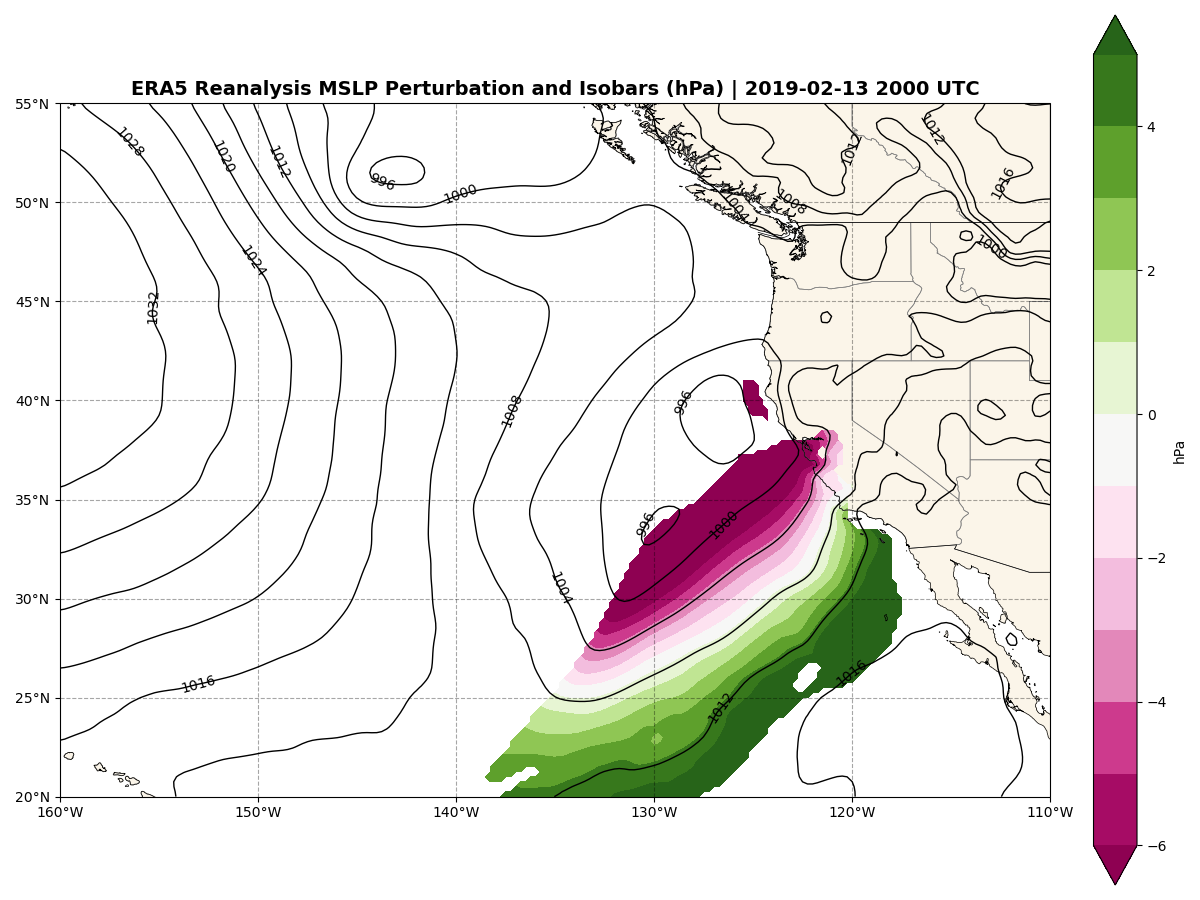 ERA5 Reanalysis MSLP Perturbation and Isobars (hPa) | 2019-02-13 2000 UTC
55°N
50°N
45°N
40°N
35°N
30°N
25°N
20°N
160°W
150°W
140°W
130°W
120°W
110°W
1028
1020
1012
996
1000
1004
1008
1012
1012
1016
1000
1024
1032
1008
996
996
1000
1004
1016
1012
1016
4
2
0
−2
−4
−6
hPa